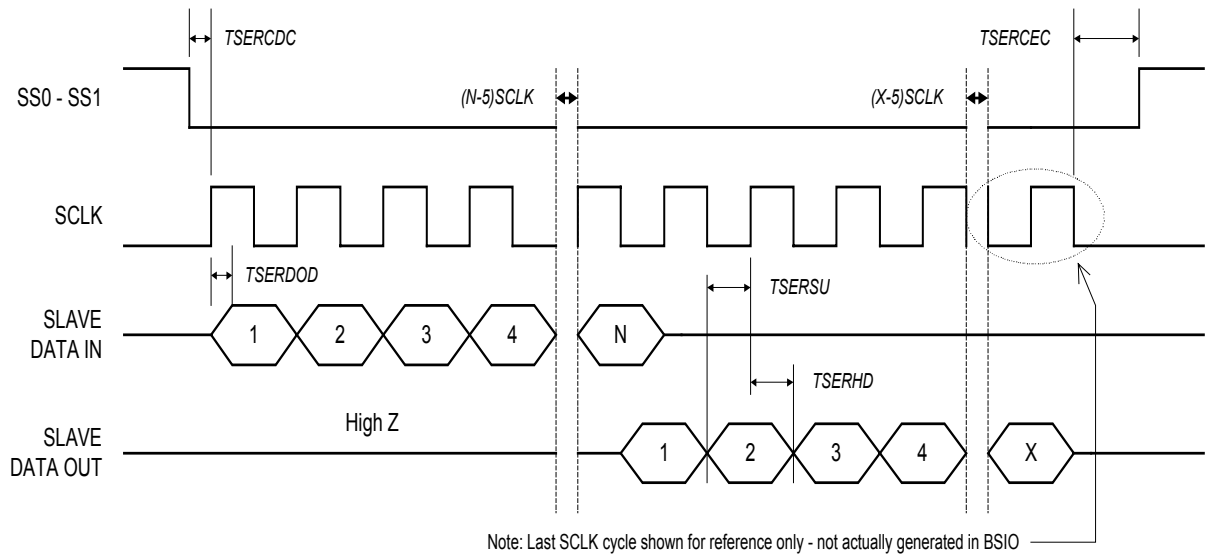 TSERCDC
TSERCEC
SS0 - SS1
(N-5)SCLK
(X-5)SCLK
SCLK
TSERDOD
TSERSU
SLAVE
DATA IN
1
2
3
4
N
TSERHD
High Z
SLAVE
DATA OUT
1
2
3
4
X
Note: Last SCLK cycle shown for reference only - not actually generated in BSIO